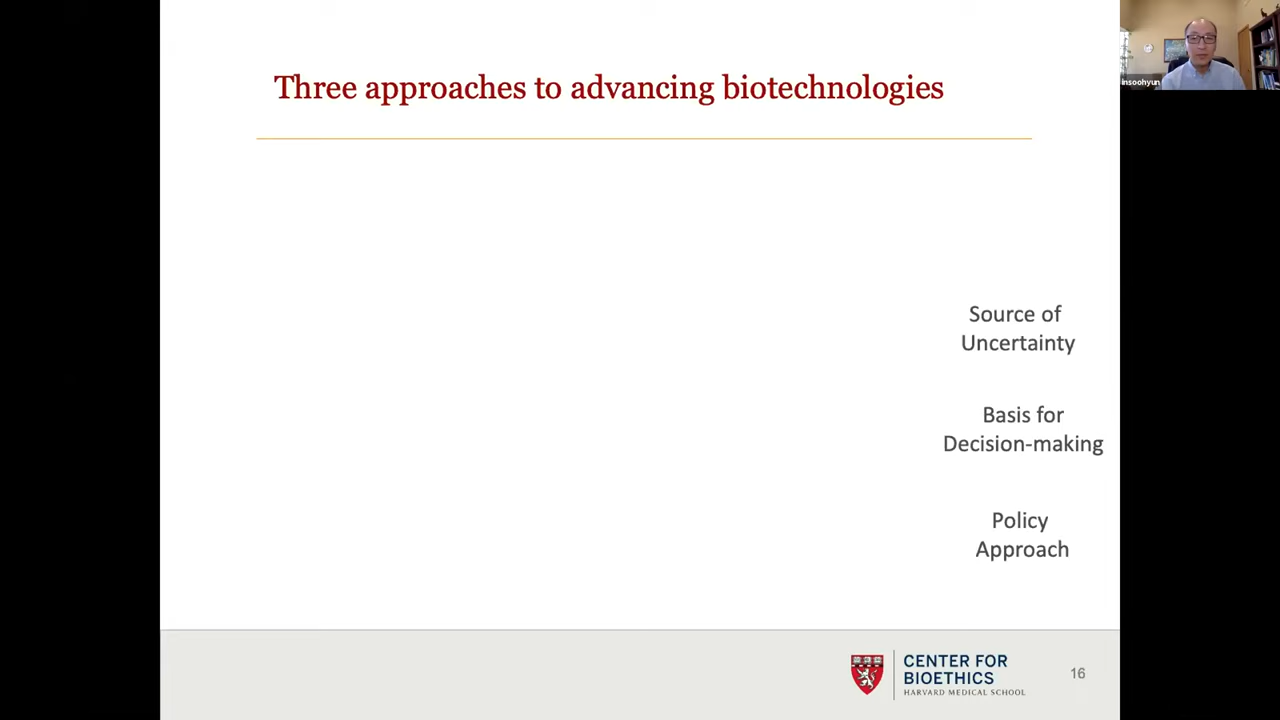 Three approaches to advancing biotechnologies
insoohyun
Source of
Uncertainty
Basis for
Decision-making
Policy
Approach
CENTER FOR
BIOETHICS
HARVARD MEDICAL SCHOOL
16